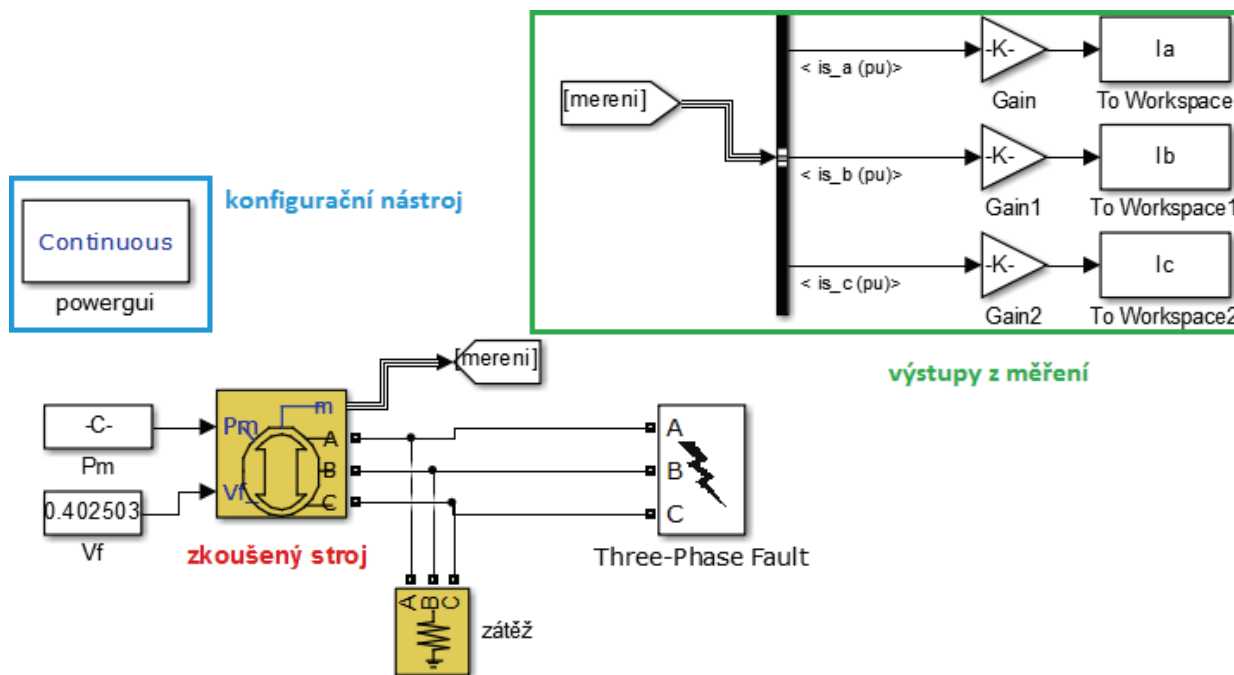 -K-
Ia
< is_a (pu)>
Gain
To Workspace
[mereni]
-K-
Ib
< is_b (pu)>
Gain1
To Workspace1
-K-
Ic
< is_c (pu)>
Gain2
To Workspace2
výstupy z měření
konfigurační nástroj
Continuous
powergui
[mereni]
-C-
Pm
0.402503
Vf
Pm
Vf_
m
A
B
C
zkoušený stroj
A
B
C
Three-Phase Fault
A B C
zátěž